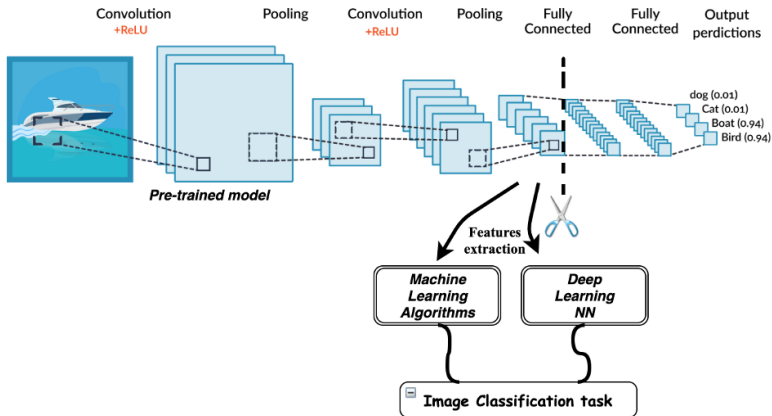 Convolution
+ReLU
Pooling
Convolution
+ReLU
Pooling
Fully
Connected
Fully
Connected
Output
perdictions
dog (0.01)
Cat (0.01)
Boat (0.94)
Bird (0.94)
Pre-trained model
Features
extraction
Machine
Learning
Algorithms
Deep
Learning
NN
Image Classification task